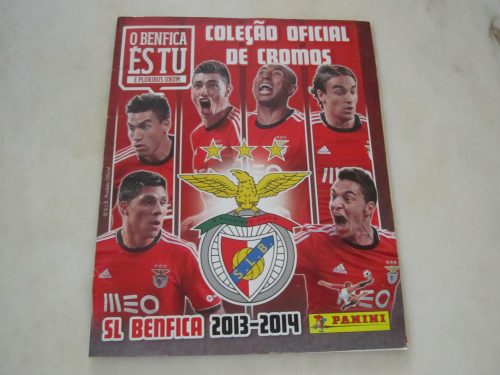 O BENFICA
ÉS TU
E PLURIBUS UNUM
COLEÇÃO OFICIAL
DE CROMOS
S.L.B.
MEO
MEO
SL BENFICA 2013-2014
PANINI